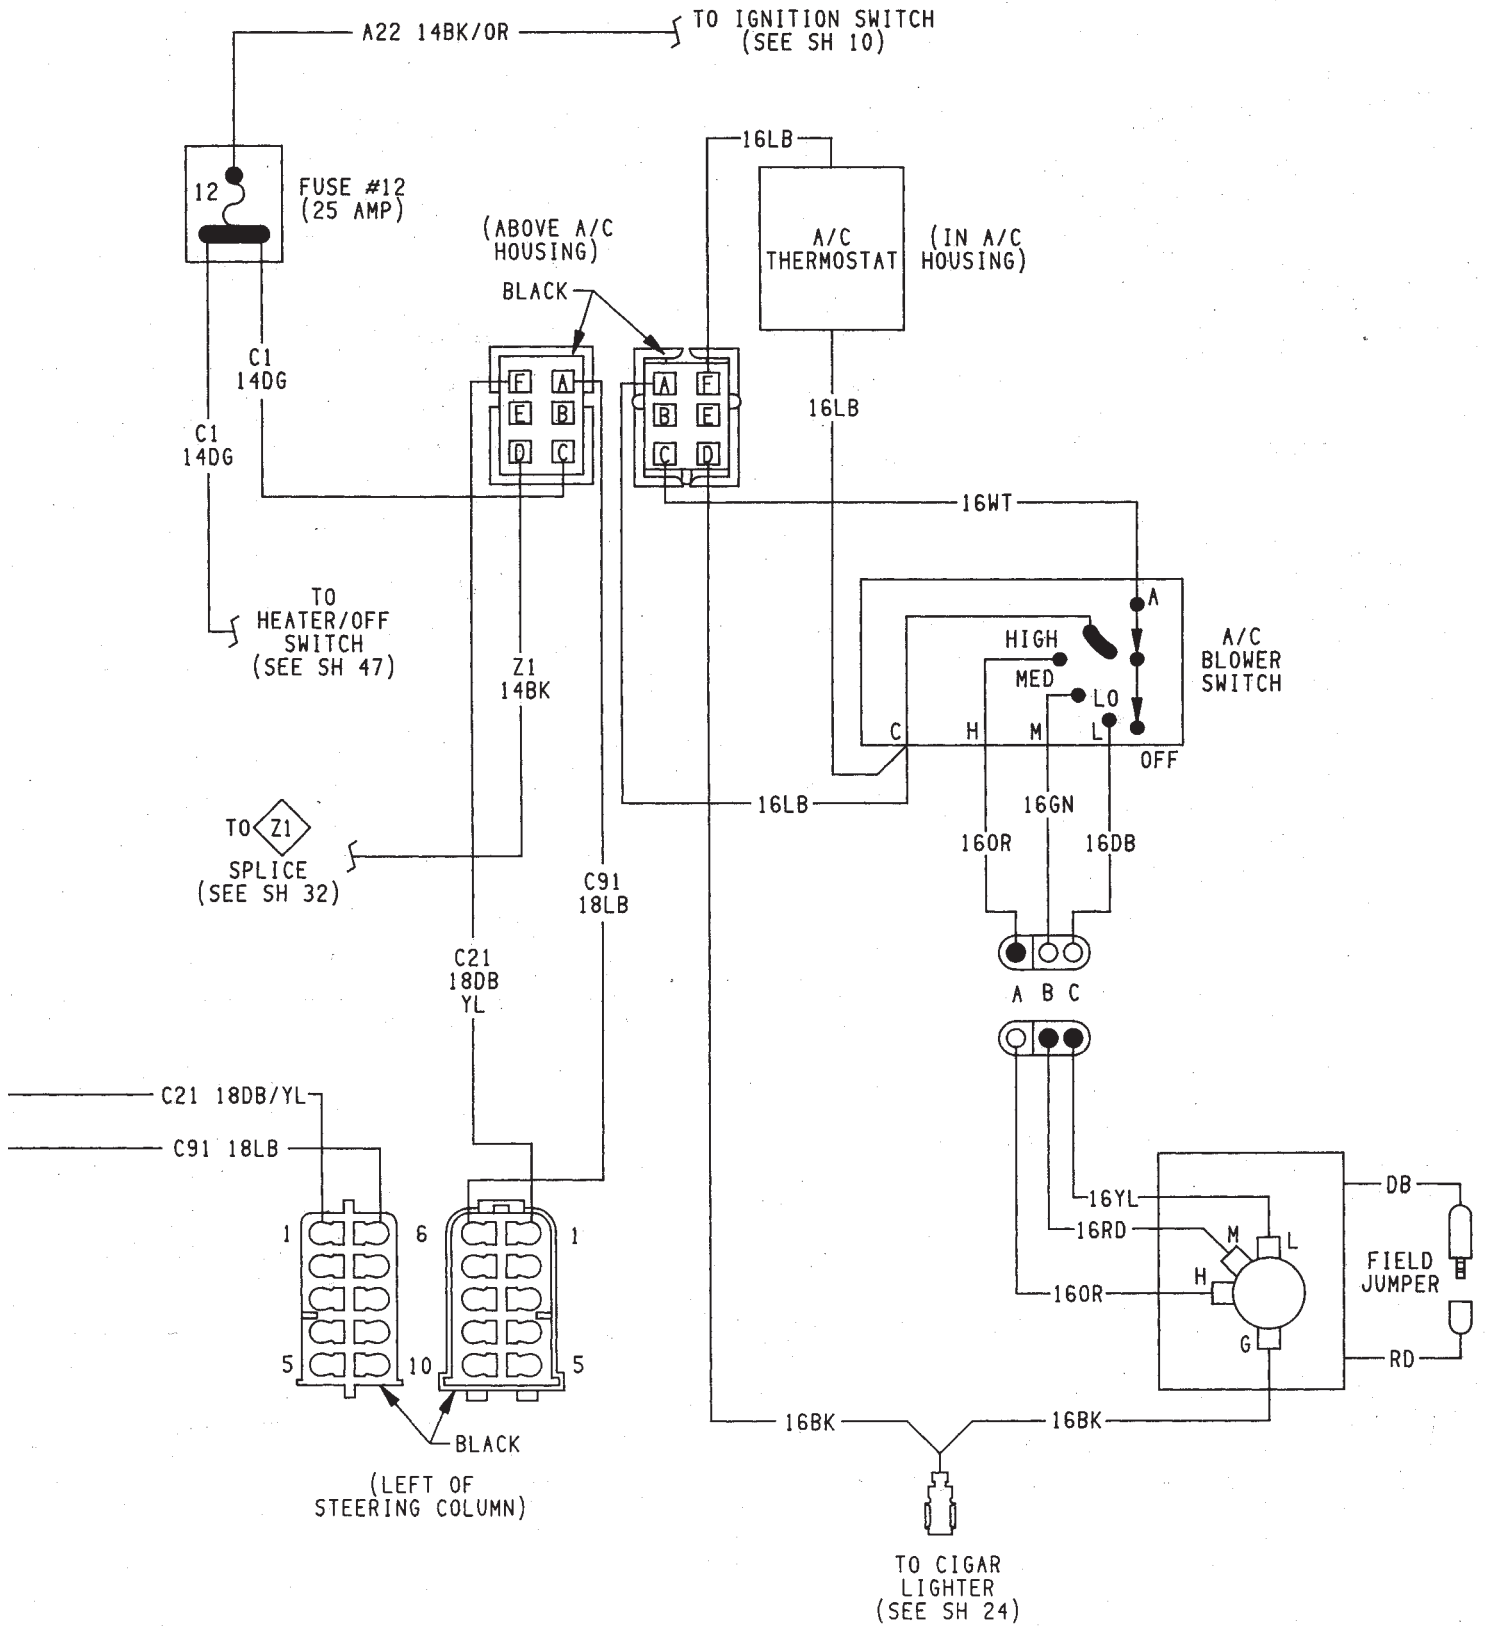 A22 14BK/OR
TO IGNITION SWITCH
(SEE SH 10)
16LB
12
FUSE #12
(25 AMP)
(ABOVE A/C
HOUSING)
BLACK
A/C
THERMOSTAT
(IN A/C
HOUSING)
C1
14DG
C1
14DG
F A
E B
D C
A F
B E
C D
16LB
16WT
TO
HEATER/OFF
SWITCH
(SEE SH 47)
Z1
14BK
A
HIGH
MED
LO
C H M L
OFF
A/C
BLOWER
SWITCH
16LB
16GN
16OR
16DB
TO Z1
SPLICE
(SEE SH 32)
C91
18LB
C21
18DB
YL
A B C
C21 18DB/YL
C91 18LB
1 6 1
5 10 5
BLACK
(LEFT OF
STEERING COLUMN)
16YL
16RD
16OR
M L
H
G
DB
FIELD
JUMPER
RD
16BK
16BK
TO CIGAR
LIGHTER
(SEE SH 24)